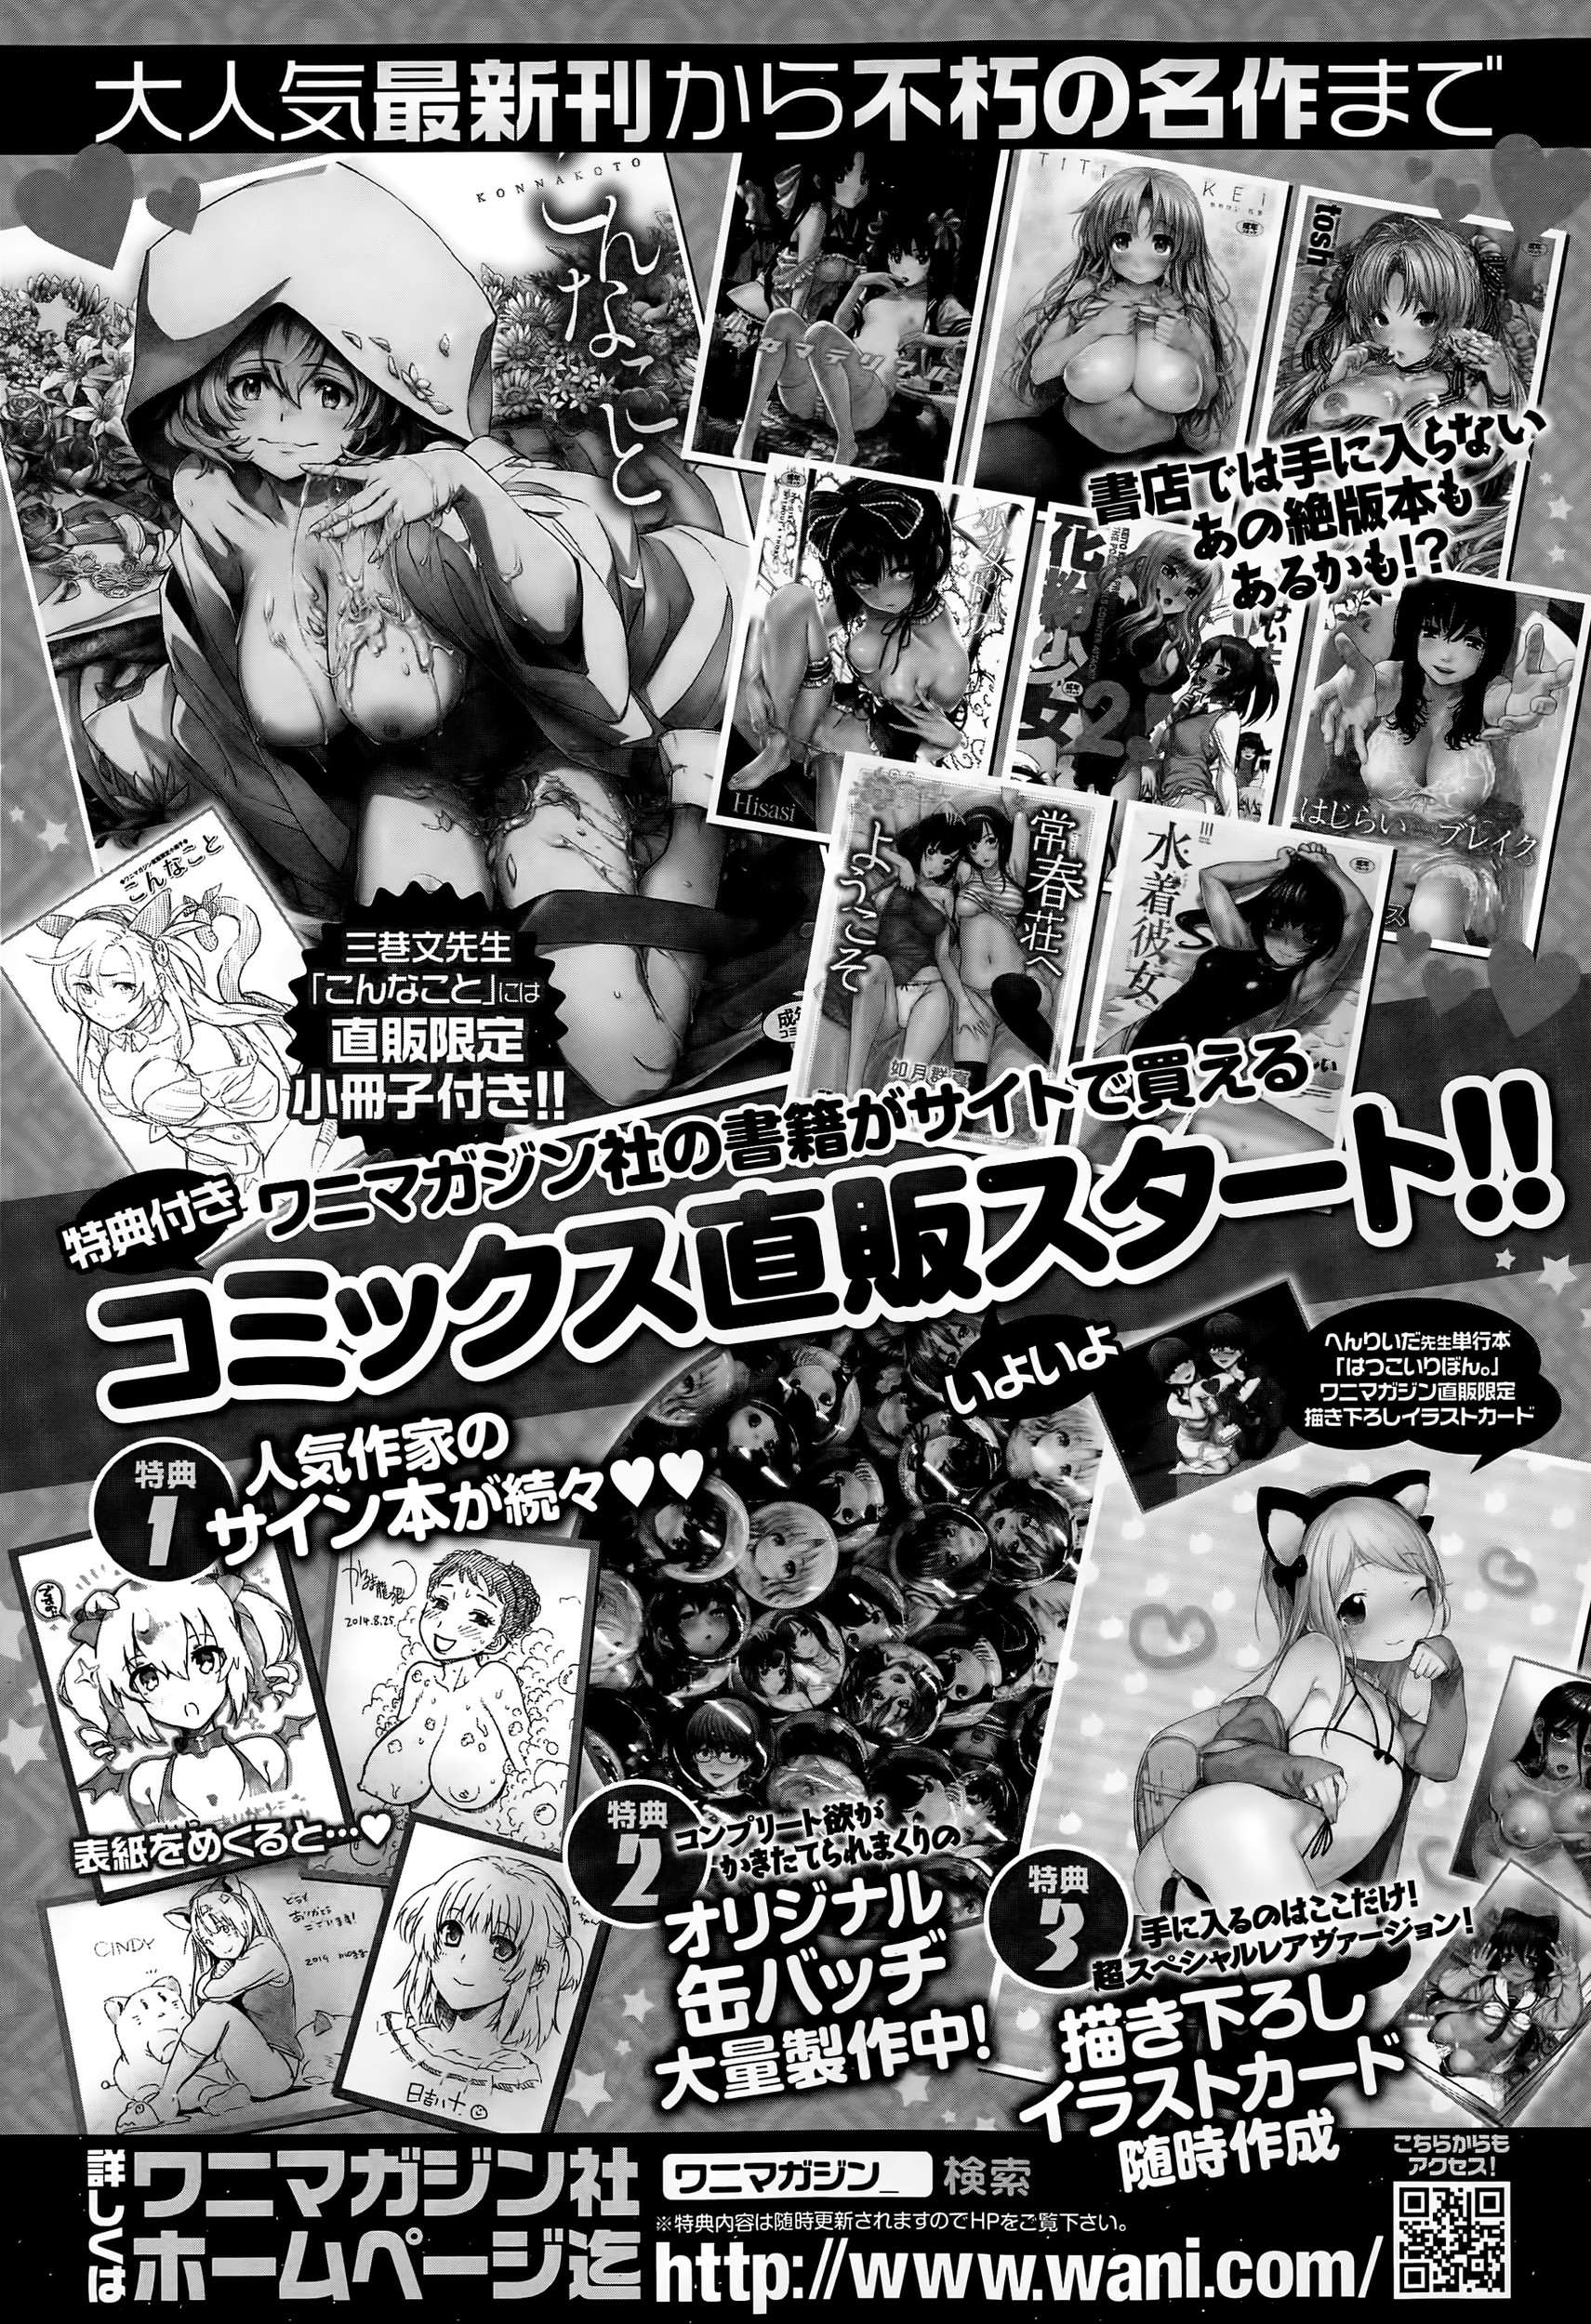 大人気最新刊から不朽の名作まで
KONNAKOTO
こんなこと
KEI
tosh
書店では手に入らない
あの絶版本も
あるかも!?
Hisasi
花粉少女2
はじらいブレイク
常春荘へ
ようこそ
水着彼女
こんなこと
三巷文先生
「こんなこと」には
直販限定
小冊子付き!!
特典付き
ワニマガジン社の書籍がサイトで買える
コミックス直販スタート!!
いよいよ
へんりいだ先生単行本
「はつこいりぼん。」
ワニマガジン直販限定
描き下ろしイラストカード
特典1
人気作家の
サイン本が続々♥♥
2014.8.25.
表紙をめくると…♥
CINDY
どうも
ありがとう
ございます!
特典2
コンプリート欲が
かきたてられまくりの
オリジナル
缶バッヂ
大量製作中!
特典3
手に入るのはここだけ!
超スペシャルレアヴァージョン!
描き下ろし
イラストカード
随時作成
詳しくは
ワニマガジン社
ホームページ迄
ワニマガジン_ 検索
※特典内容は随時更新されますのでHPをご覧下さい。
http://www.wani.com/
こちらからも
アクセス!